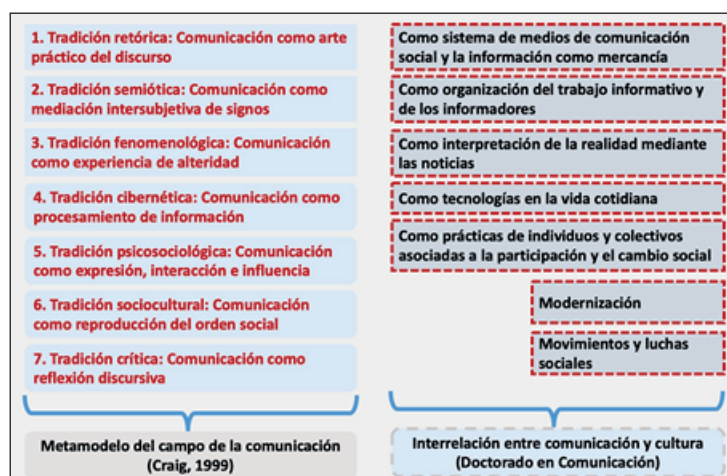 1. Tradición retórica: Comunicación como arte
práctico del discurso
2. Tradición semiótica: Comunicación como
mediación intersubjetiva de signos
3. Tradición fenomenológica: Comunicación
como experiencia de alteridad
4. Tradición cibernética: Comunicación como
procesamiento de información
5. Tradición psicosociológica: Comunicación
como expresión, interacción e influencia
6. Tradición sociocultural: Comunicación
como reproducción del orden social
7. Tradición crítica: Comunicación como
reflexión discursiva
Metamodelo del campo de la comunicación
(Craig, 1999)
Como sistema de medios de comunicación
social y la información como mercancía
Como organización del trabajo informativo y
de los informadores
Como interpretación de la realidad mediante
las noticias
Como tecnologías en la vida cotidiana
Como prácticas de individuos y colectivos
asociadas a la participación y el cambio social
Modernización
Movimientos y luchas
sociales
Interrelación entre comunicación y cultura
(Doctorado en Comunicación)